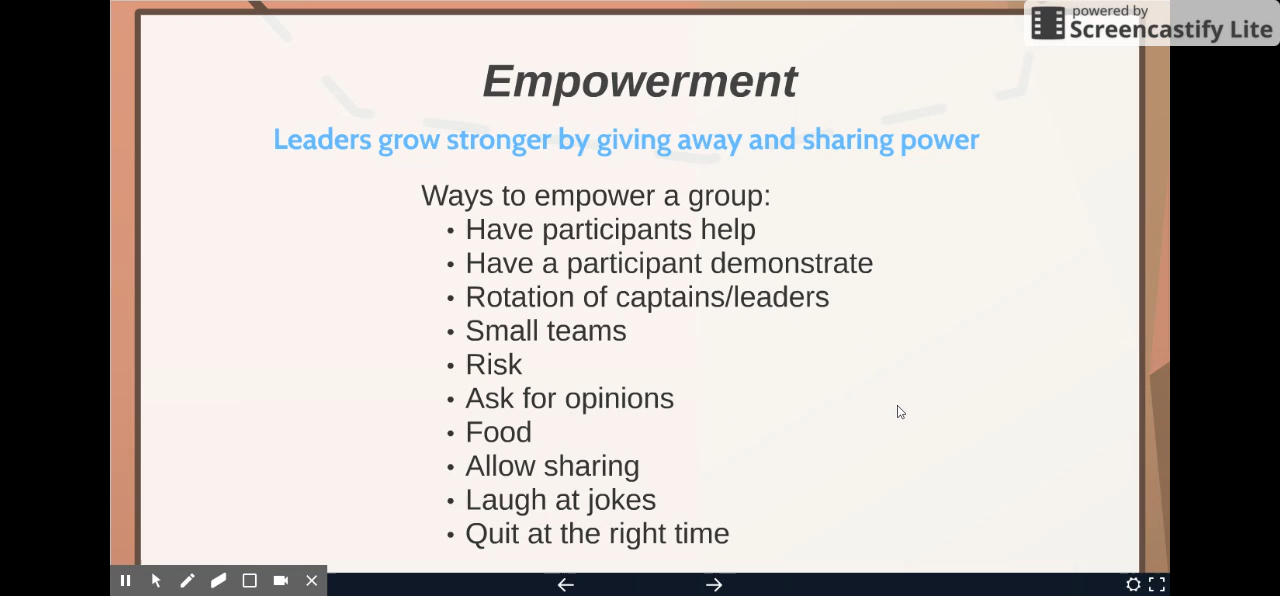 powered by
Screencastify Lite
Empowerment
Leaders grow stronger by giving away and sharing power
Ways to empower a group:
• Have participants help
• Have a participant demonstrate
• Rotation of captains/leaders
• Small teams
• Risk
• Ask for opinions
• Food
• Allow sharing
• Laugh at jokes
• Quit at the right time